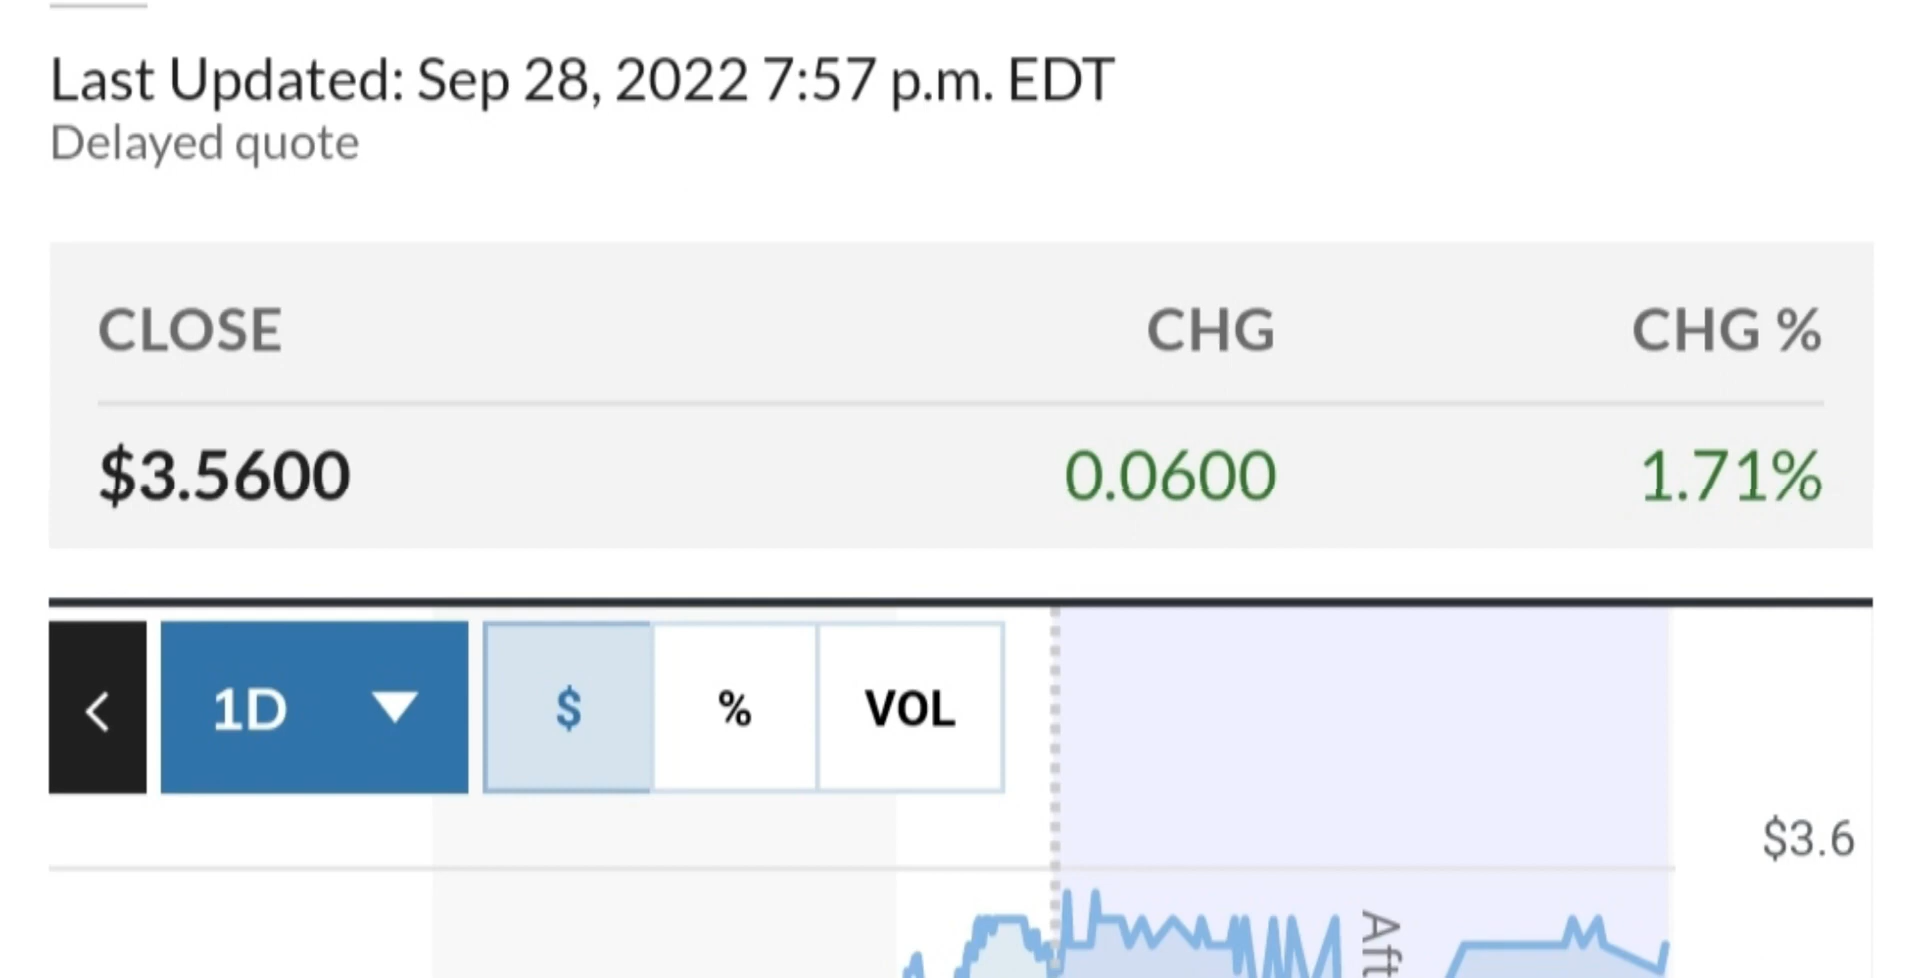 Last Updated: Sep 28, 2022 7:57 p.m. EDT
Delayed quote
CLOSE CHG CHG %
$3.5600 0.0600 1.71%
1D $ % VOL
$3.6
Aft